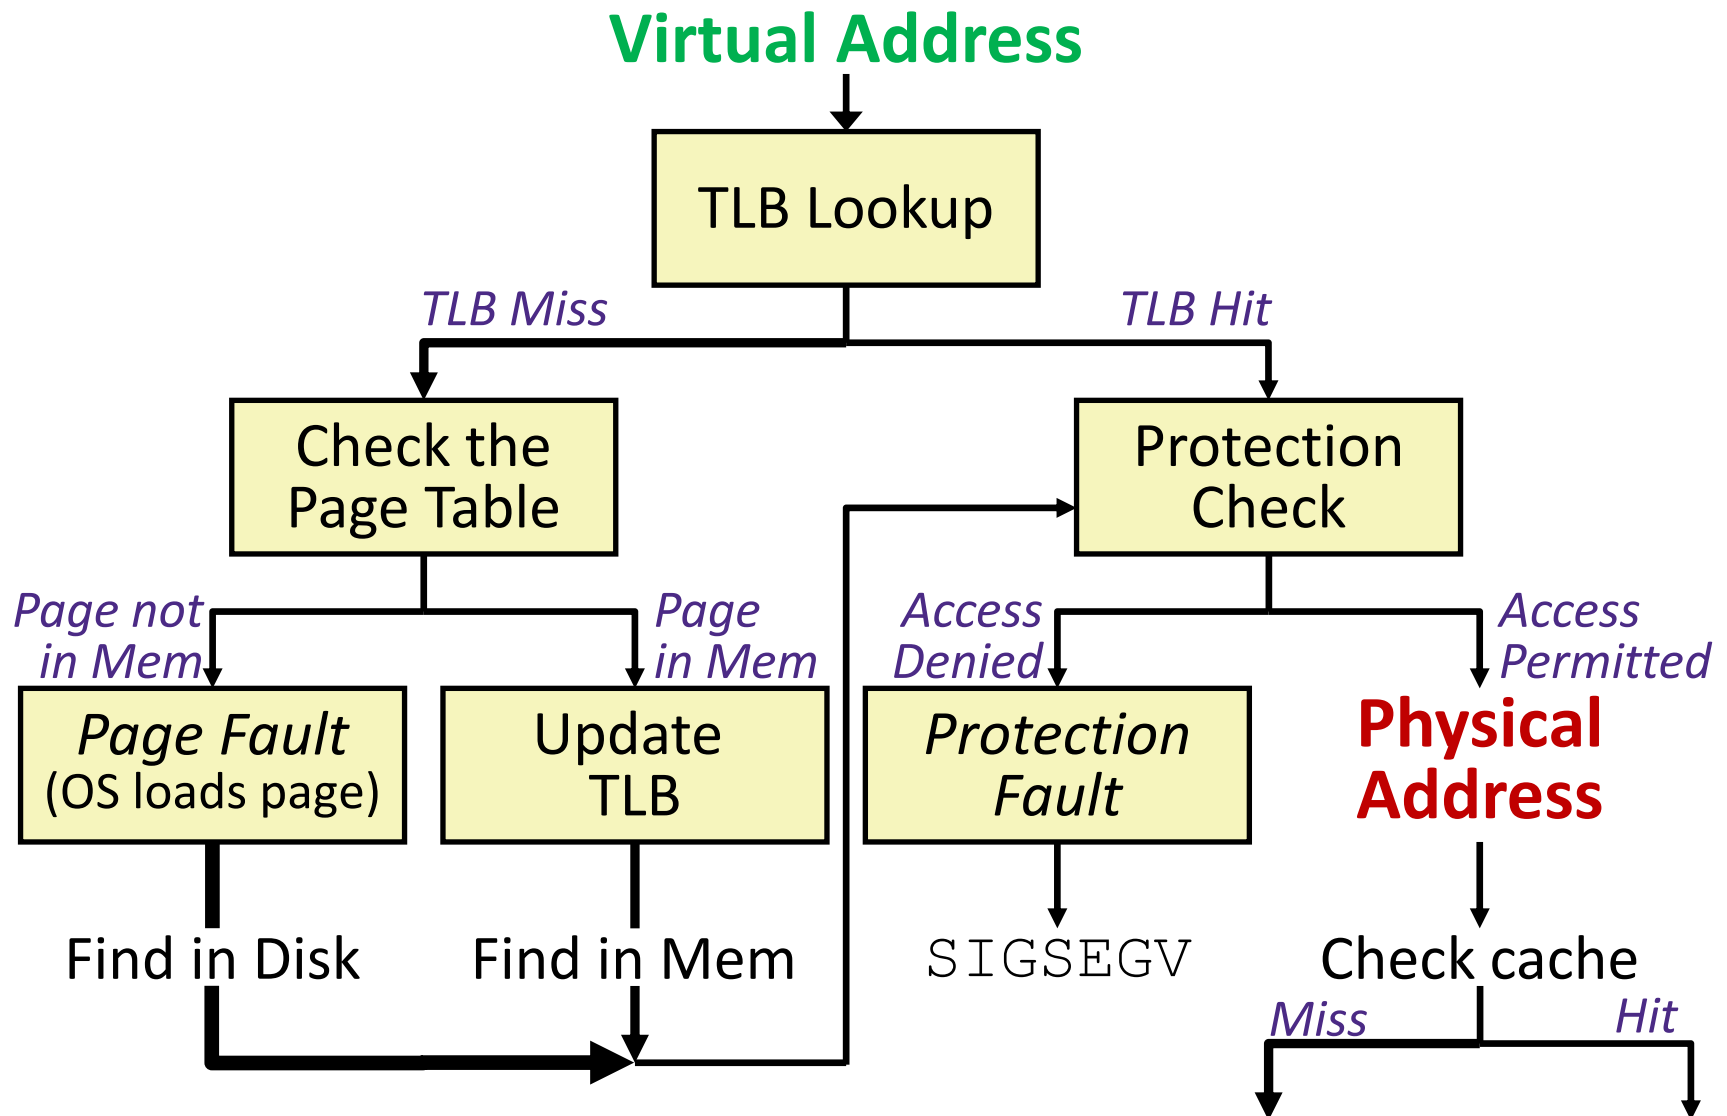 Virtual Address
TLB Lookup
TLB Miss
TLB Hit
Check the
Page Table
Protection
Check
Page not
in Mem
Page
in Mem
Access
Denied
Access
Permitted
Page Fault
(OS loads page)
Update
TLB
Protection
Fault
Physical
Address
Find in Disk
Find in Mem
SIGSEGV
Check cache
Miss
Hit